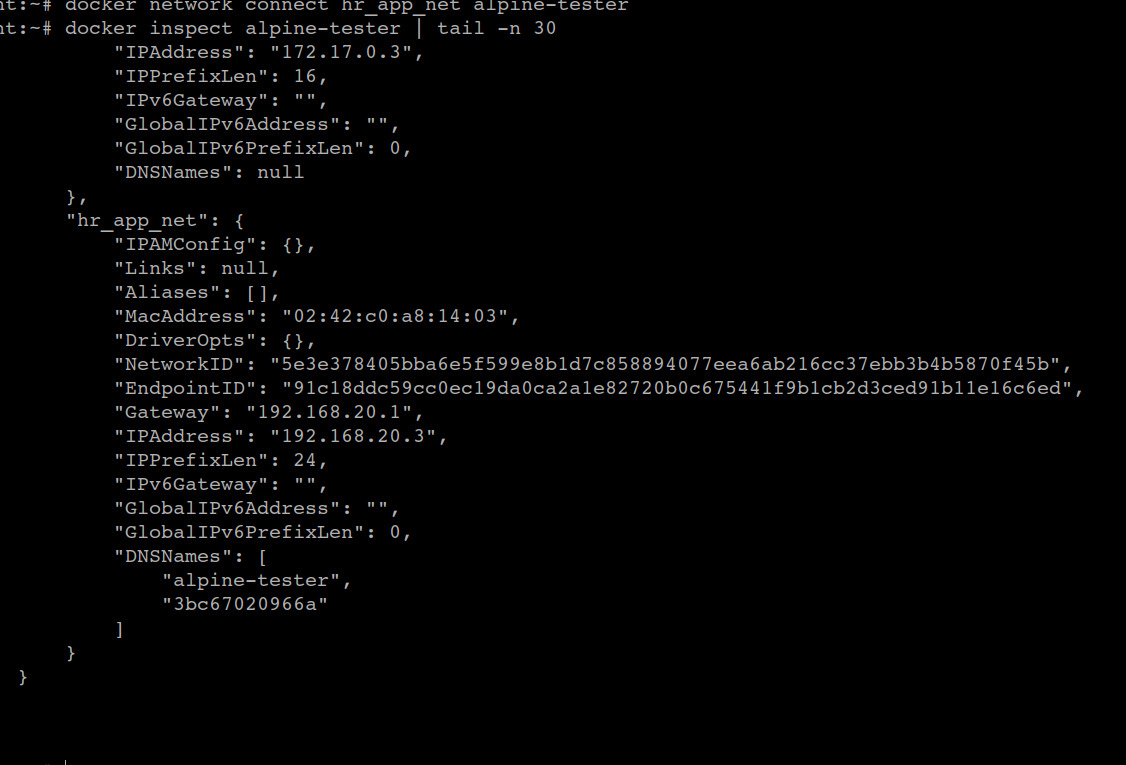 nt:~# docker network connect hr_app_net alpine-tester
nt:~# docker inspect alpine-tester | tail -n 30
"IPAddress": "172.17.0.3",
"IPPrefixLen": 16,
"IPv6Gateway": "",
"GlobalIPv6Address": "",
"GlobalIPv6PrefixLen": 0,
"DNSNames": null
},
"hr_app_net": {
"IPAMConfig": {},
"Links": null,
"Aliases": [],
"MacAddress": "02:42:c0:a8:14:03",
"DriverOpts": {},
"NetworkID": "5e3e378405bba6e5f599e8b1d7c858894077eea6ab216cc37ebb3b4b5870f45b",
"EndpointID": "91c18ddc59cc0ec19da0ca2a1e82720b0c675441f9b1cb2d3ced91b11e16c6ed",
"Gateway": "192.168.20.1",
"IPAddress": "192.168.20.3",
"IPPrefixLen": 24,
"IPv6Gateway": "",
"GlobalIPv6Address": "",
"GlobalIPv6PrefixLen": 0,
"DNSNames": [
"alpine-tester",
"3bc67020966a"
]
}
}